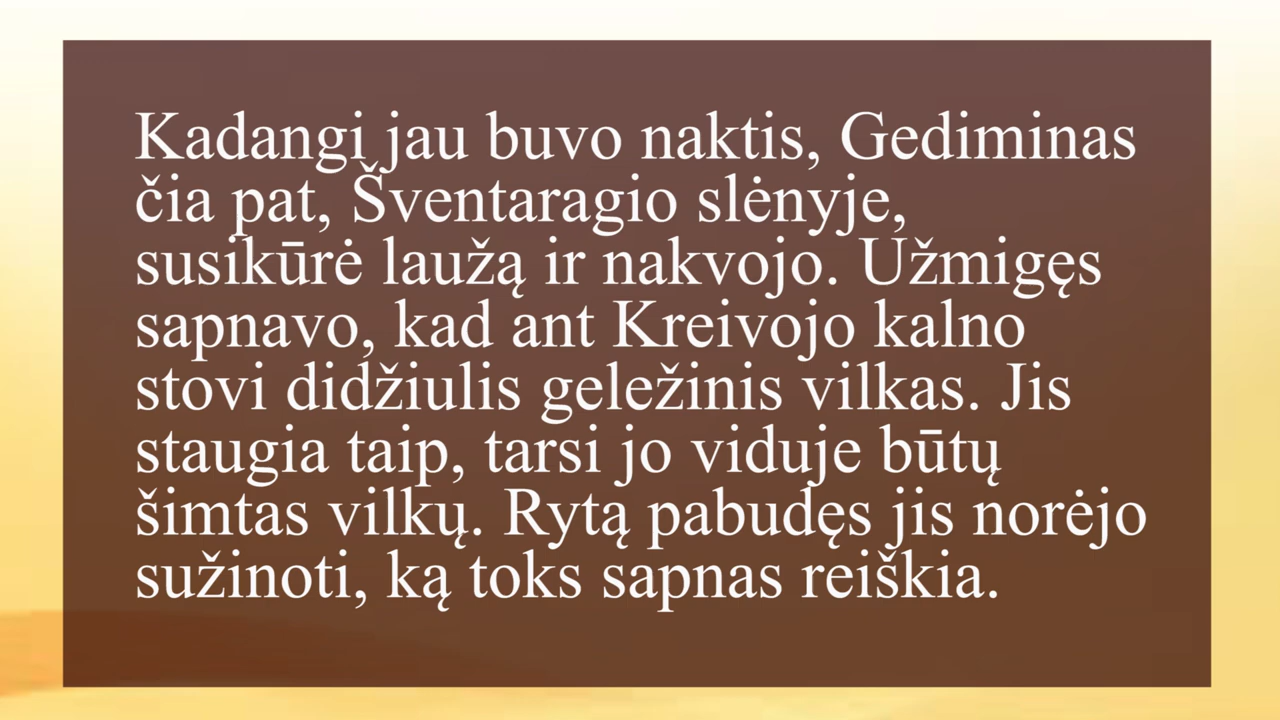 Kadangi jau buvo naktis, Gediminas
čia pat, Šventaragio slėnyje,
susikūrė laužą ir nakvojo. Užmigęs
sapnavo, kad ant Kreivojo kalno
stovi didžiulis geležinis vilkas. Jis
staugia taip, tarsi jo viduje būtų
šimtas vilkų. Rytą pabudęs jis norėjo
sužinoti, ką toks sapnas reiškia.